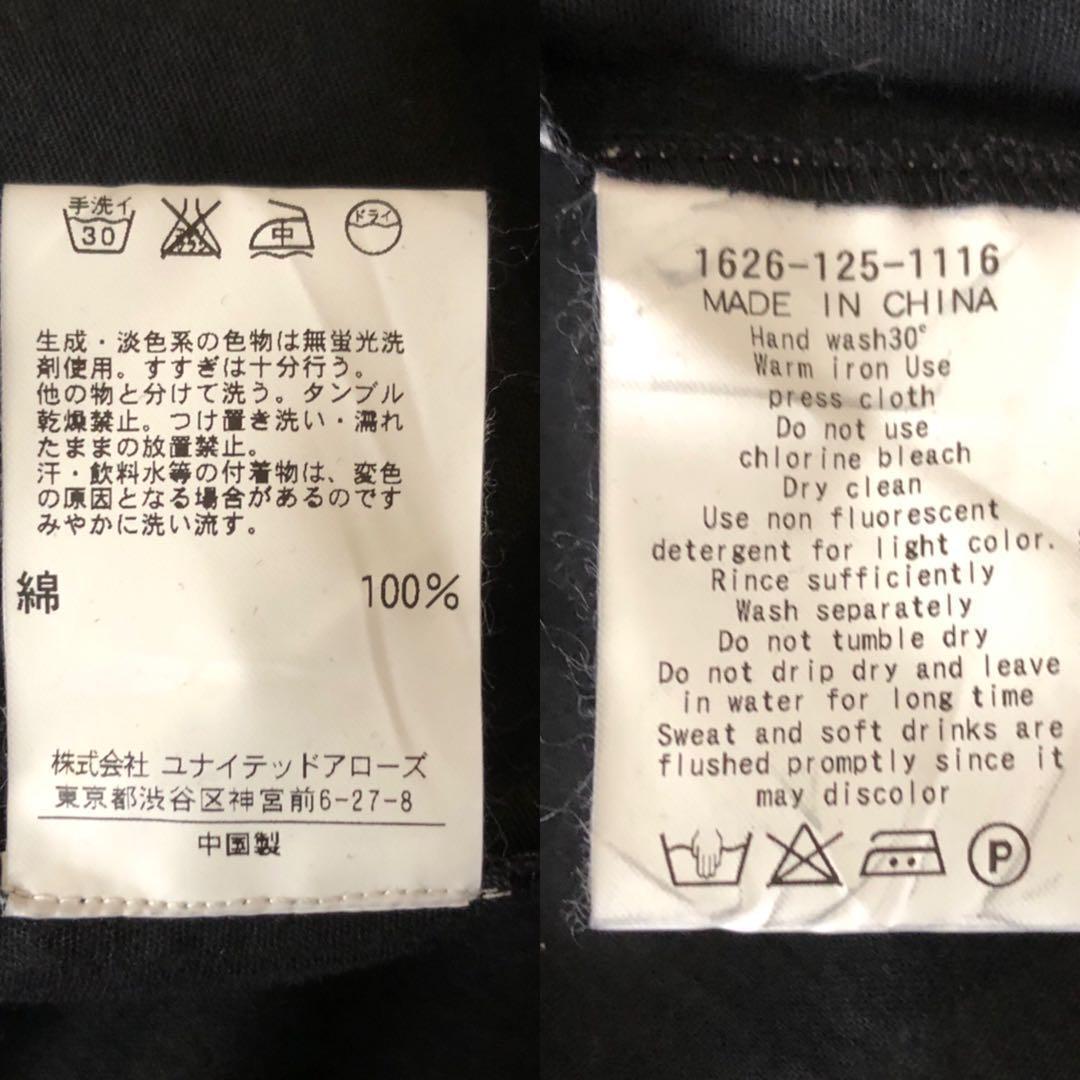 手洗イ
30
エンソ
サラシ
中
ドライ
生成・淡色系の色物は無蛍光洗
剤使用。すすぎは十分行う。
他の物と分けて洗う。タンブル
乾燥禁止。つけ置き洗い・濡れ
たままの放置禁止。
汗・飲料水等の付着物は、変色
の原因となる場合があるのです
みやかに洗い流す。
綿 100%
株式会社 ユナイテッドアローズ
東京都渋谷区神宮前6-27-8
中国製
1626-125-1116
MADE IN CHINA
Hand wash30°
Warm iron Use
press cloth
Do not use
chlorine bleach
Dry clean
Use non fluorescent
detergent for light color.
Rince sufficiently
Wash separately
Do not tumble dry
Do not drip dry and leave
in water for long time
Sweat and soft drinks are
flushed promptly since it
may discolor
P